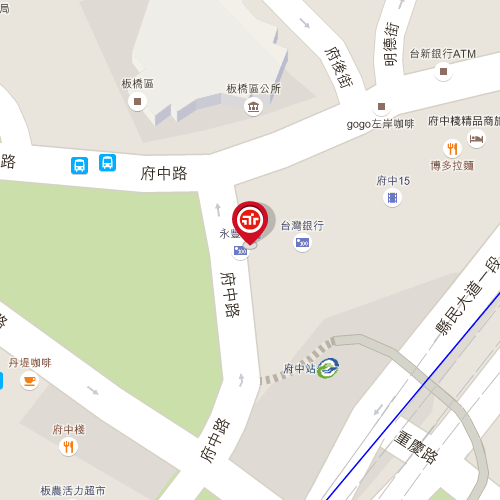 局
府後街
明德街
台新銀行ATM
板橋區
板橋區公所
gogo左岸咖啡
府中棧精品商旅
路
府中路
博多拉麵
府中15
永豐
台灣銀行
府中路
縣民大道一段
路
丹堤咖啡
府中站
府中路
府中棧
重慶路
板農活力超市